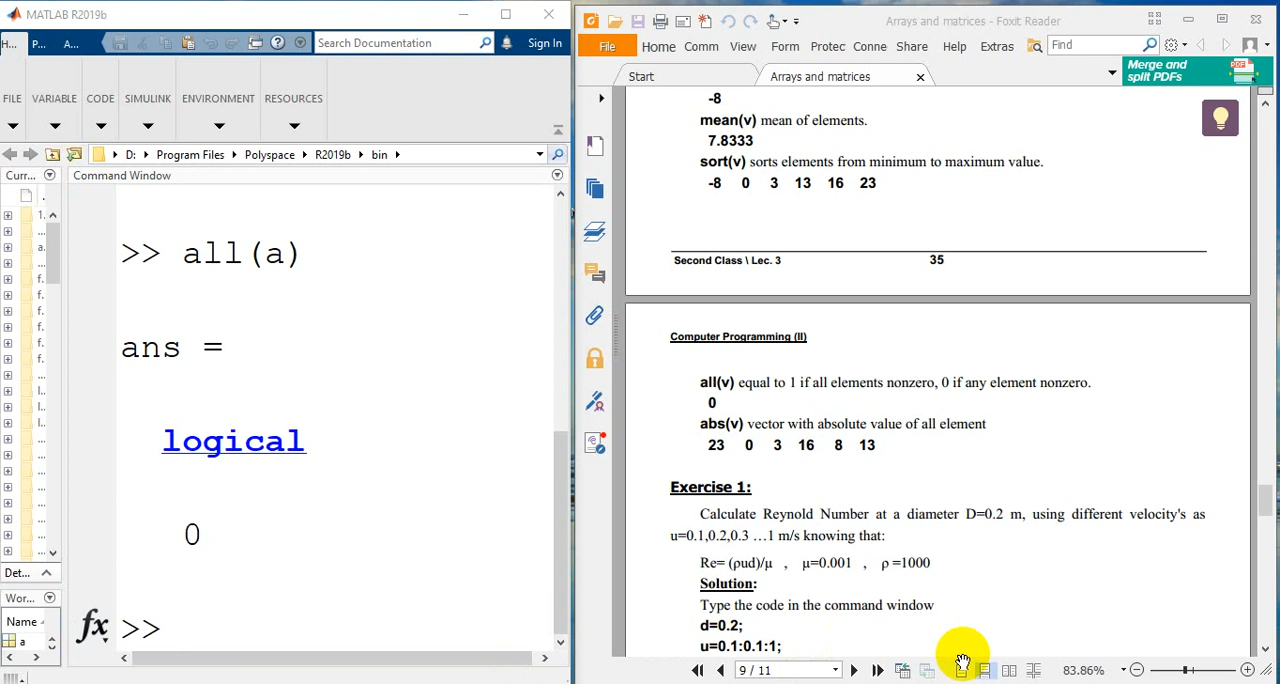 MATLAB R2019b
H... P... A... Search Documentation Sign In
FILE VARIABLE CODE SIMULINK ENVIRONMENT RESOURCES
D: Program Files Polyspace R2019b bin
Curr... Command Window
>> all(a)
ans =
logical
0
fx >>
Det...
Wor...
Name
a
Arrays and matrices - Foxit Reader
File Home Comm View Form Protec Conne Share Help Extras Find
Start Arrays and matrices
Merge and
split PDFs
-8
mean(v) mean of elements.
7.8333
sort(v) sorts elements from minimum to maximum value.
-8 0 3 13 16 23
Second Class \ Lec. 3 35
Computer Programming (II)
all(v) equal to 1 if all elements nonzero, 0 if any element nonzero.
0
abs(v) vector with absolute value of all element
23 0 3 16 8 13
Exercise 1:
Calculate Reynold Number at a diameter D=0.2 m, using different velocity's as
u=0.1,0.2,0.3 …1 m/s knowing that:
Re= (ρud)/μ , μ=0.001 , ρ =1000
Solution:
Type the code in the command window
d=0.2;
u=0.1:0.1:1;
9 / 11 83.86%